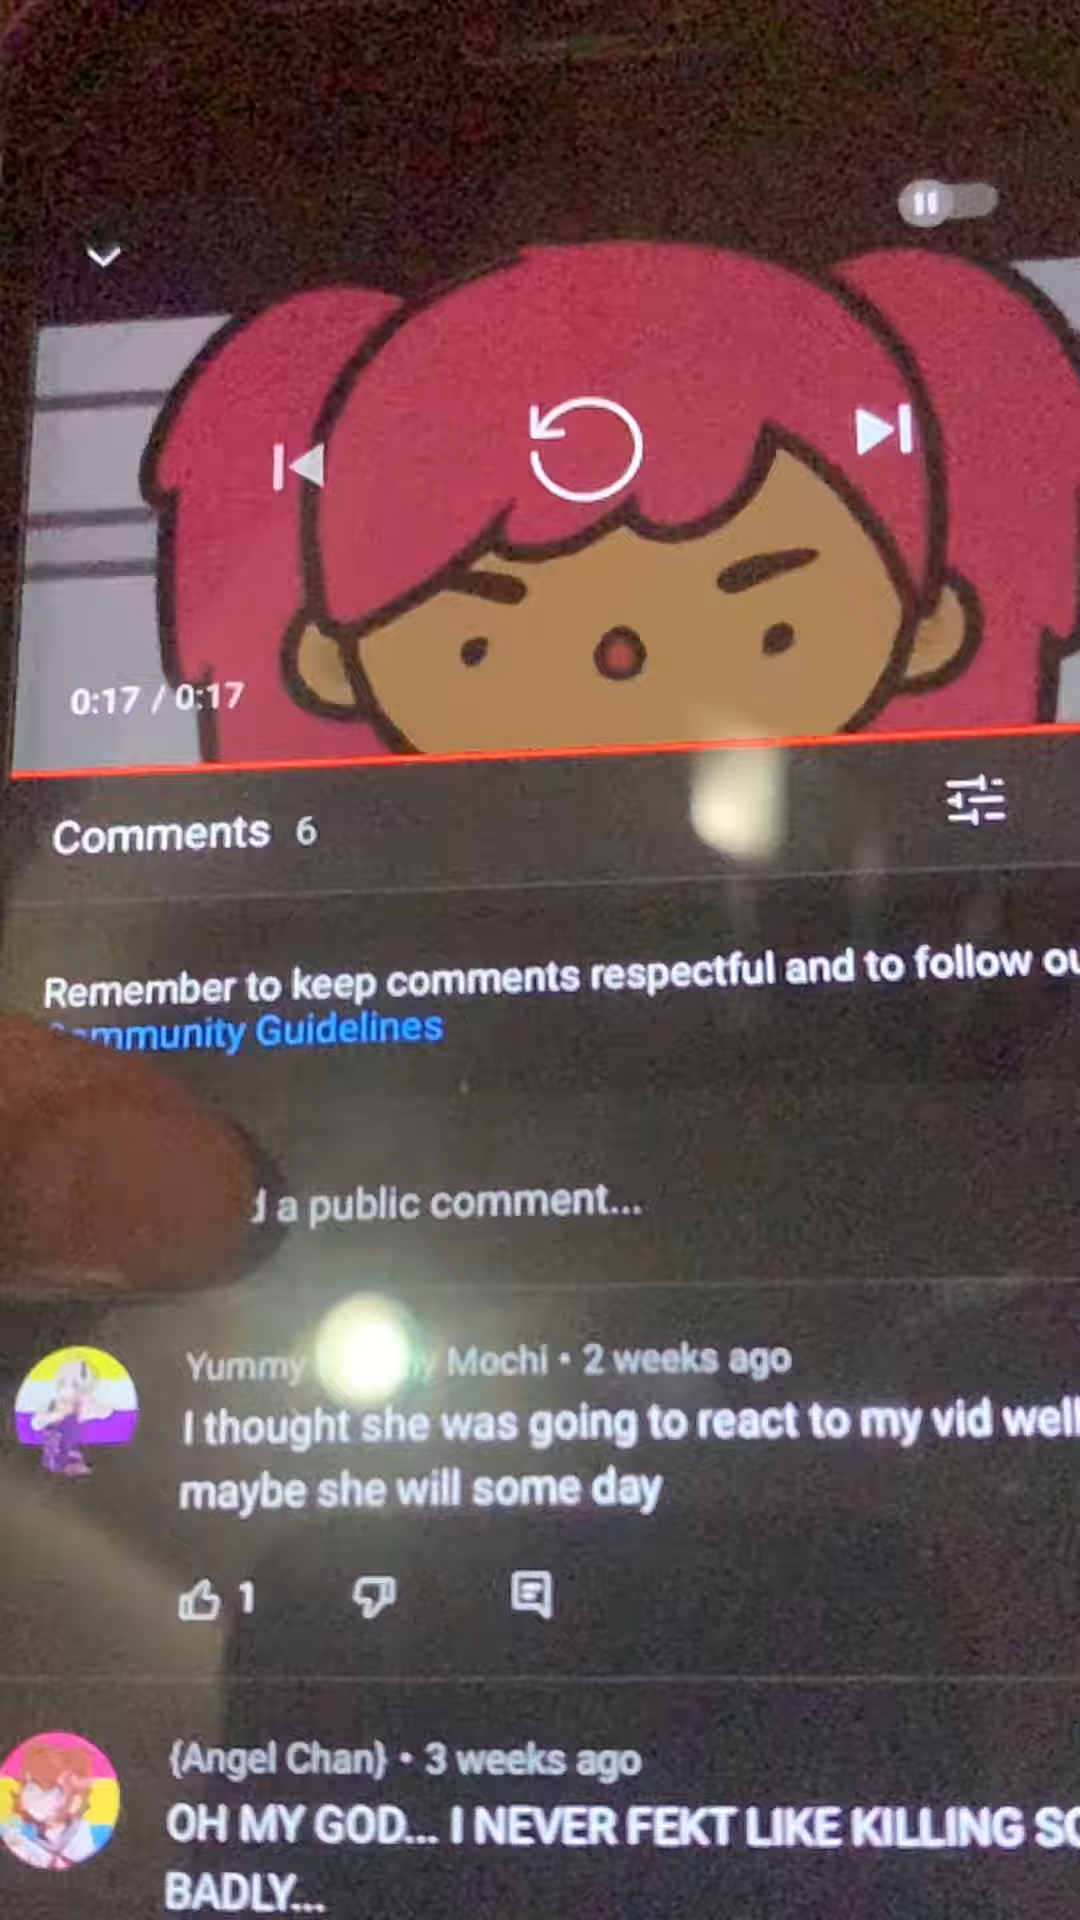 0:17 / 0:17
Comments 6
Remember to keep comments respectful and to follow
Community Guidelines
a public comment...
Yummy Mochi • 2 weeks ago
I thought she was going to react to my vid well
maybe she will some day
1
{Angel Chan} • 3 weeks ago
OH MY GOD... I NEVER FEKT LIKE KILLING
BADLY...